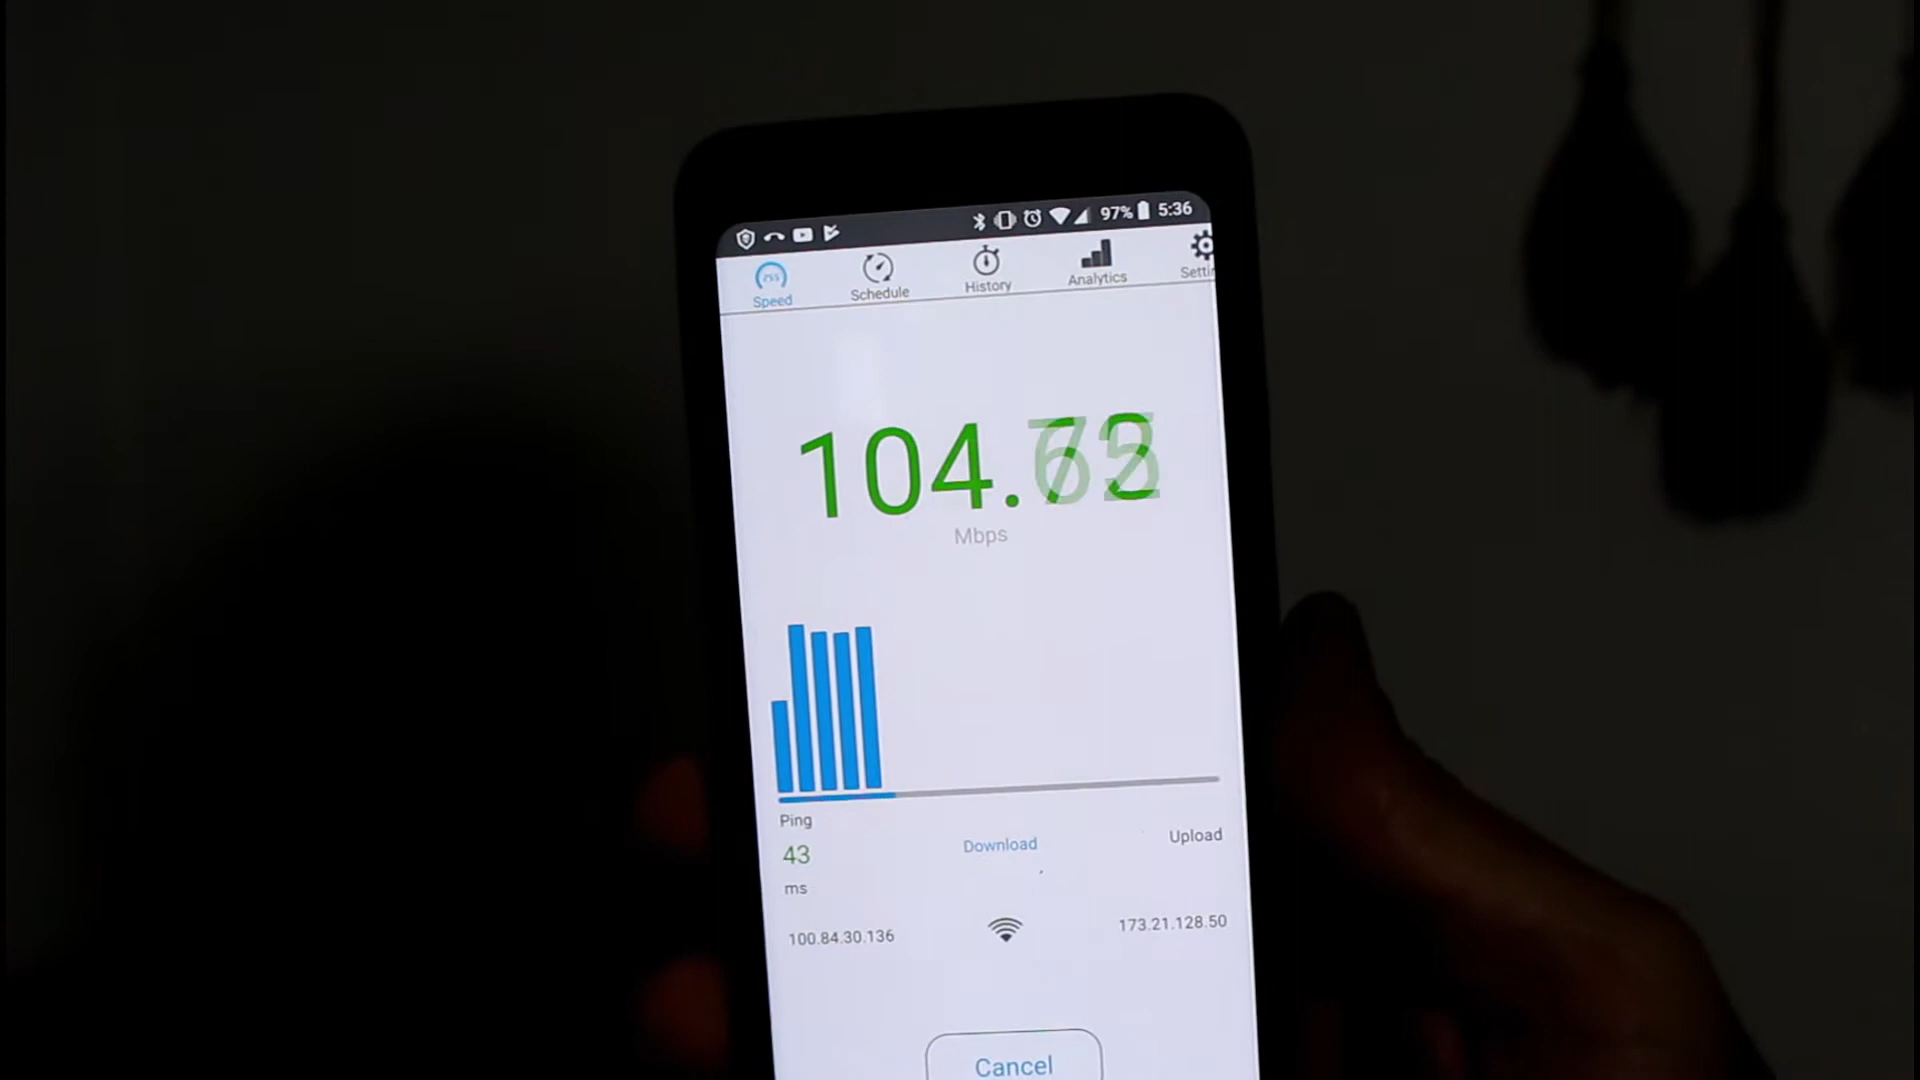 97% 5:36
Speed Schedule History Analytics Settin
104.
Mbps
Ping
Download
Upload
43
ms
100.84.30.136
173.21.128.50
Cancel